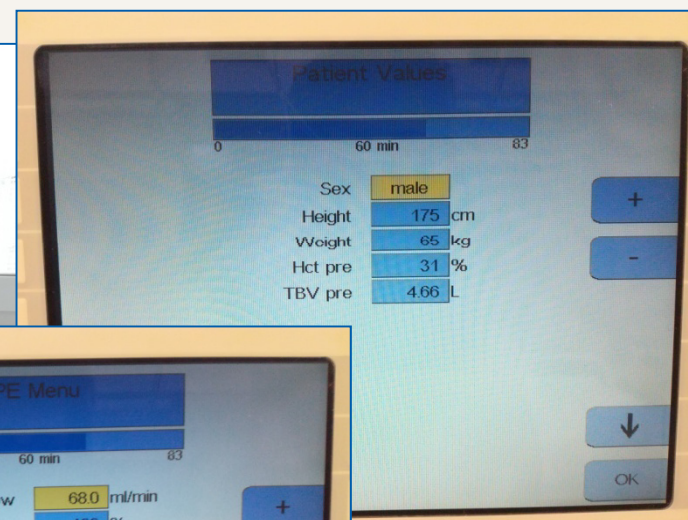 Patient Values
0 60 min 83
Sex male
Height 175 cm
Weight 65 kg
Hct pre 31 %
TBV pre 4.66 L
+
-
↓
OK
PE Menu
60 min 83
68.0 ml/min
%
+